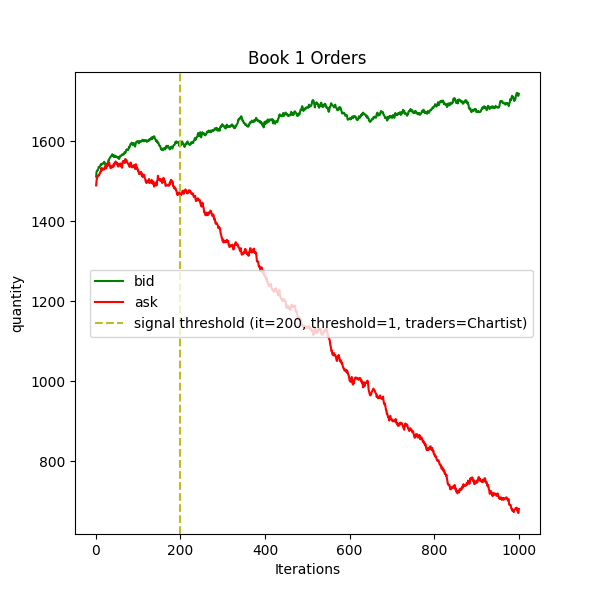 Book 1 Orders
quantity
1600
1400
1200
1000
800
bid
ask
signal threshold (it=200, threshold=1, traders=Chartist)
0 200 400 600 800 1000
Iterations